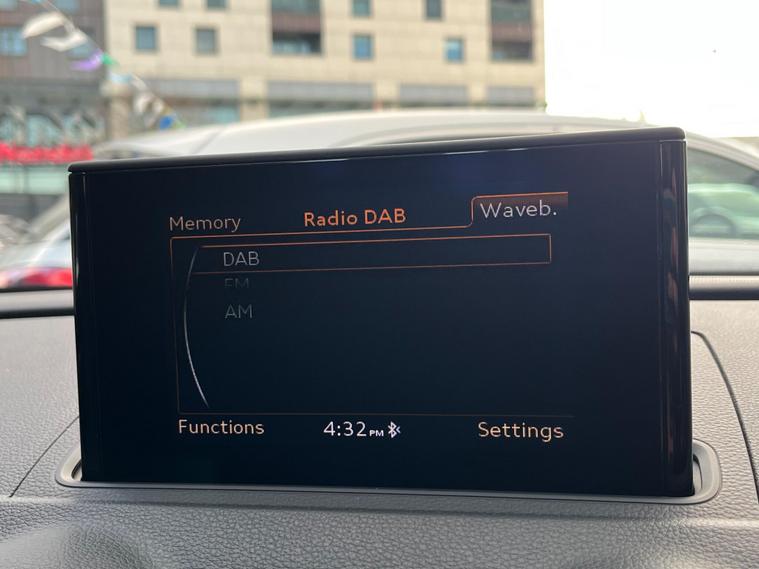 Memory Radio DAB Waveb.
DAB
FM
AM
Functions 4:32 PM Settings